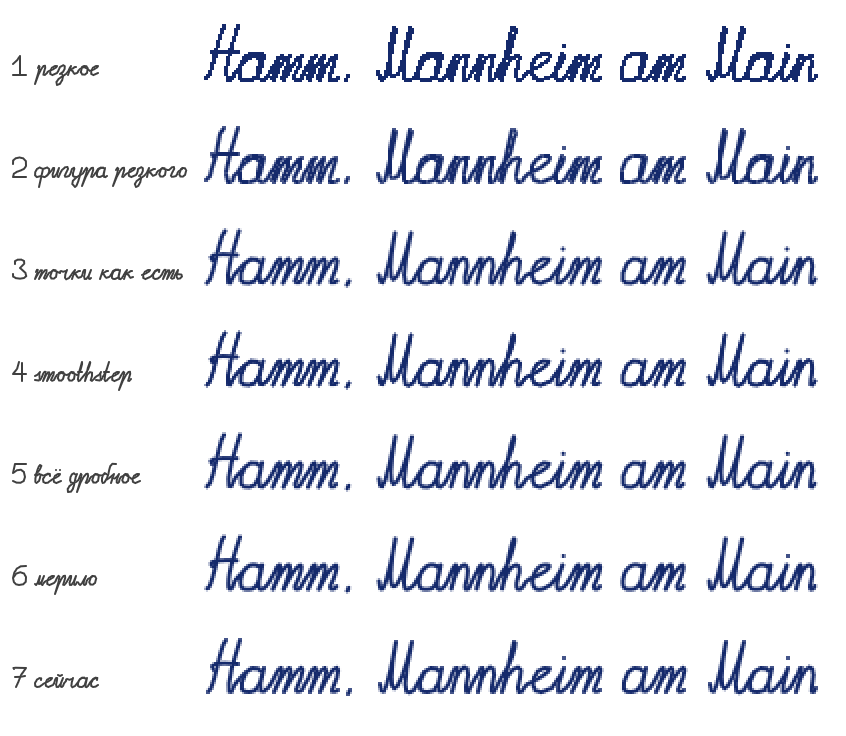 1 резкое Hamm. Mannheim am Main
2 фигура резкого Hamm. Mannheim am Main
3 точки как есть Hamm. Mannheim am Main
4 smoothstep Hamm. Mannheim am Main
5 всё дробное Hamm. Mannheim am Main
6 мерило Hamm. Mannheim am Main
7 сейчас Hamm. Mannheim am Main